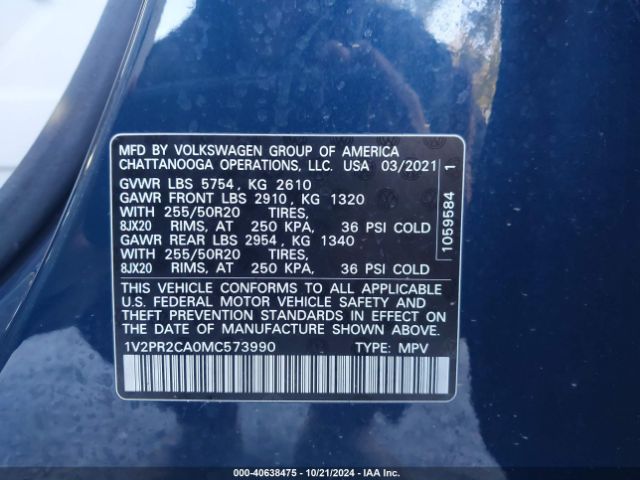 MFD BY VOLKSWAGEN GROUP OF AMERICA
CHATTANOOGA OPERATIONS, LLC. USA 03/2021
GVWR LBS 5754, KG 2610
GAWR FRONT LBS 2910, KG 1320
WITH 255/50R20 TIRES,
8JX20 RIMS, AT 250 KPA, 36 PSI COLD
GAWR REAR LBS 2954, KG 1340
WITH 255/50R20 TIRES,
8JX20 RIMS, AT 250 KPA, 36 PSI COLD
THIS VEHICLE CONFORMS TO ALL APPLICABLE
U.S. FEDERAL MOTOR VEHICLE SAFETY AND
THEFT PREVENTION STANDARDS IN EFFECT ON
THE DATE OF MANUFACTURE SHOWN ABOVE.
1V2PR2CA0MC573990 TYPE: MPV
1059584 1
000-40638475 - 10/21/2024 - IAA Inc.